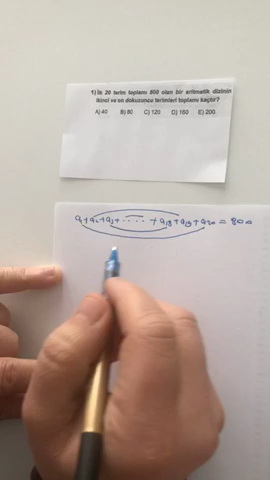 1) İlk 20 terim toplamı 800 olan bir aritmetik dizinin
ikinci ve on dokuzuncu terimleri toplamı kaçtır?
A) 40 B) 80 C) 120 D) 160 E) 200
a₁+a₂+a₃+.....+a₁₈+a₁₉+a₂₀=800